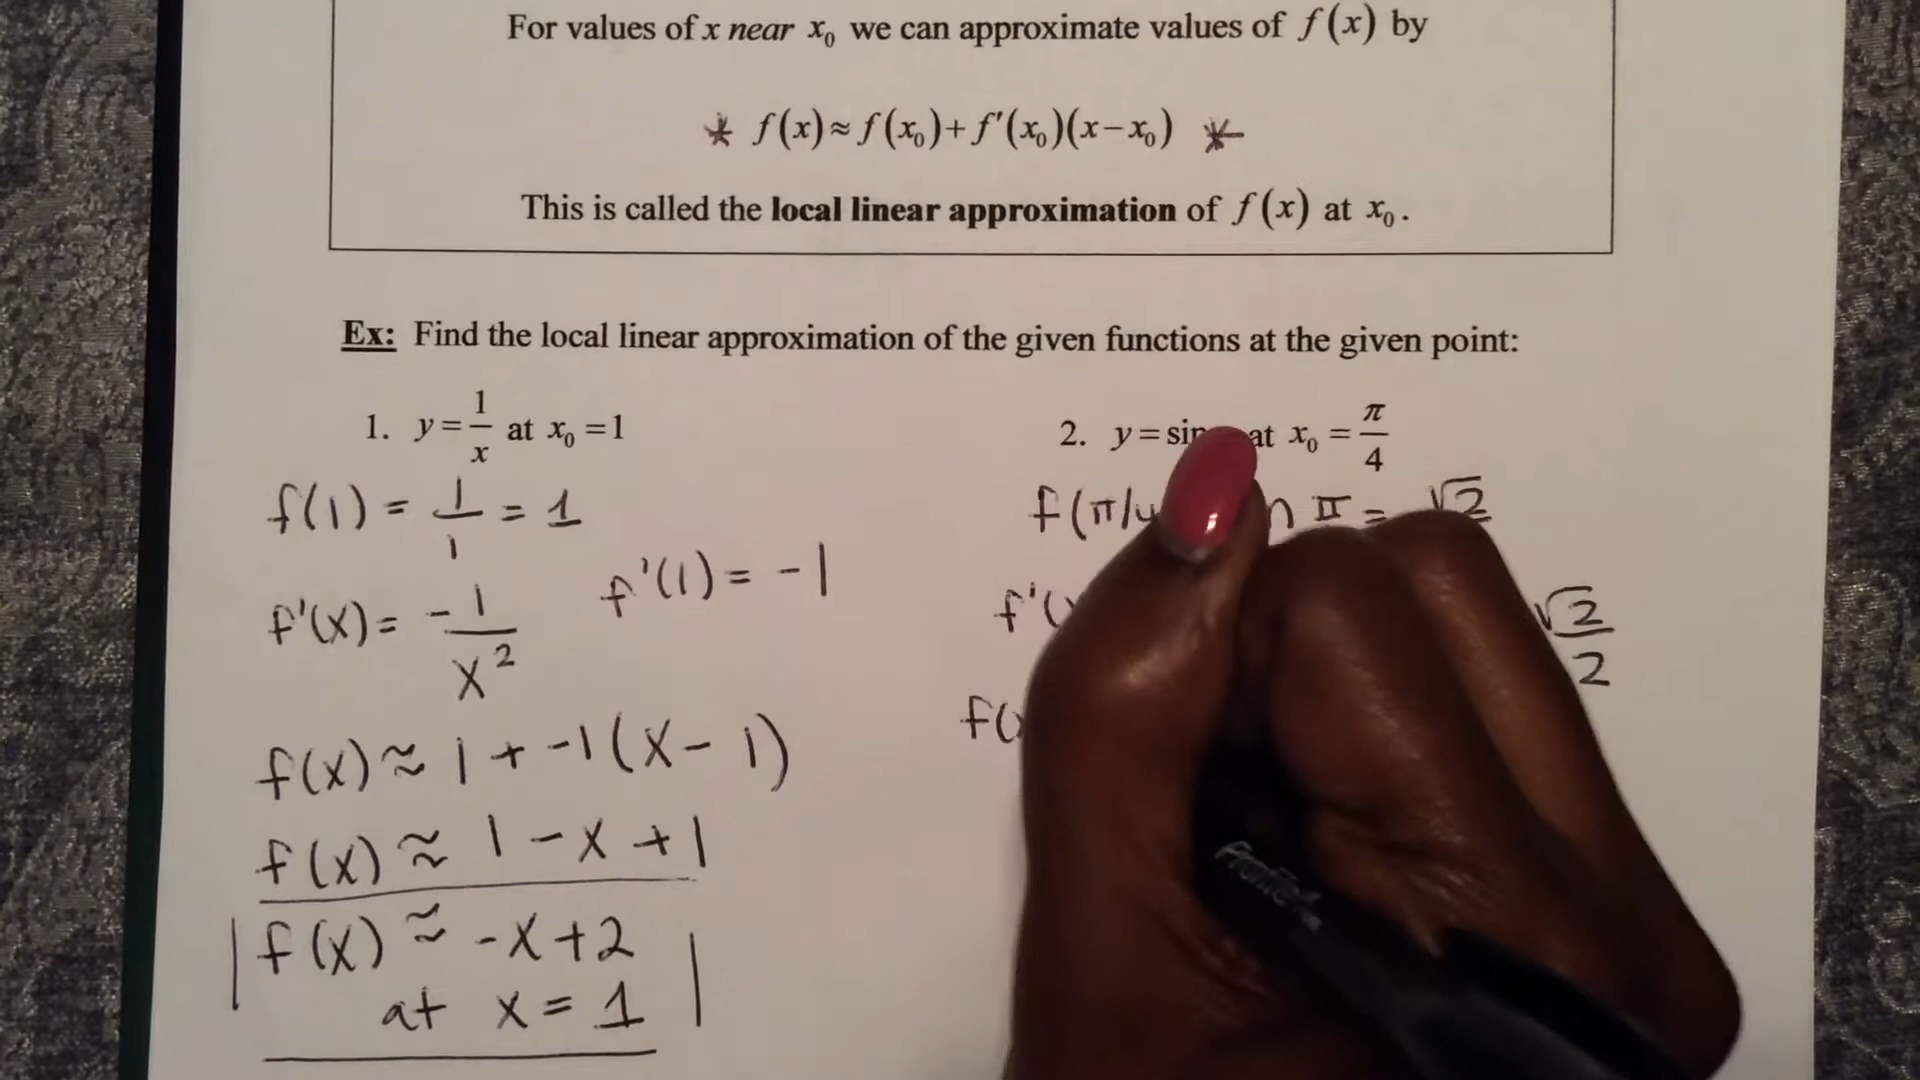 For values of x near x₀ we can approximate values of f(x) by
* f(x)≈f(x₀)+f'(x₀)(x−x₀) *
This is called the local linear approximation of f(x) at x₀.
Ex: Find the local linear approximation of the given functions at the given point:
1. y=1/x at x₀=1
f(1) = 1/1 = 1
f'(x)= -1/x² f'(1)= -1
f(x)≈ 1 + -1(x- 1)
f(x)≈ 1 -x +1
f(x)≈ -x+2
at x = 1
2. y=sin at x₀=π/4
f(π/4 π = √2
f'( √2/2
f(